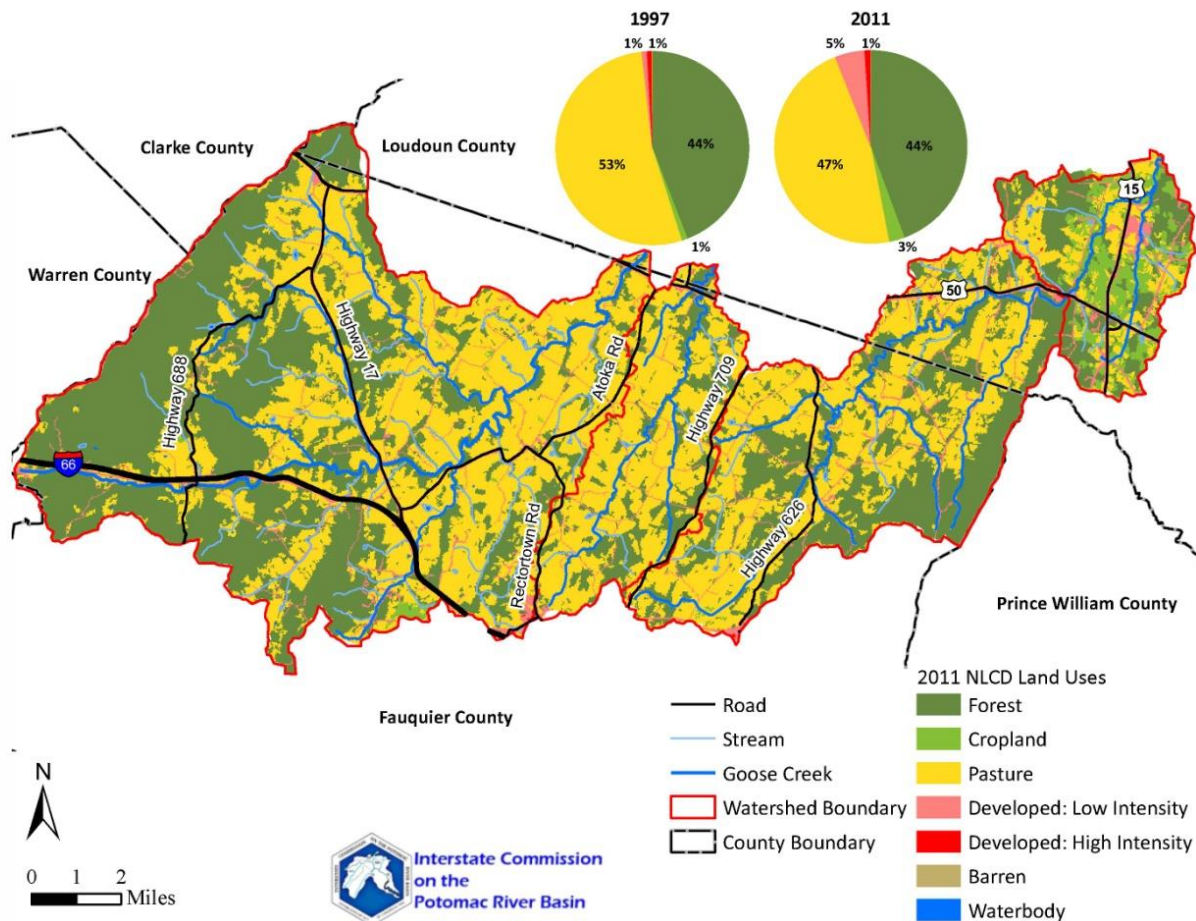 1997
2011
1%
1%
5%
1%
44%
53%
1%
44%
47%
3%
Clarke County
Loudoun County
Warren County
15
50
Highway 688
Highway 17
Atoka Rd
Highway 709
66
Rectortown Rd
Highway 626
Prince William County
Fauquier County
2011 NLCD Land Uses
Road
Stream
Goose Creek
Watershed Boundary
County Boundary
Forest
Cropland
Pasture
Developed: Low Intensity
Developed: High Intensity
Barren
Waterbody
N
0 1 2
Miles
Interstate Commission
on the
Potomac River Basin